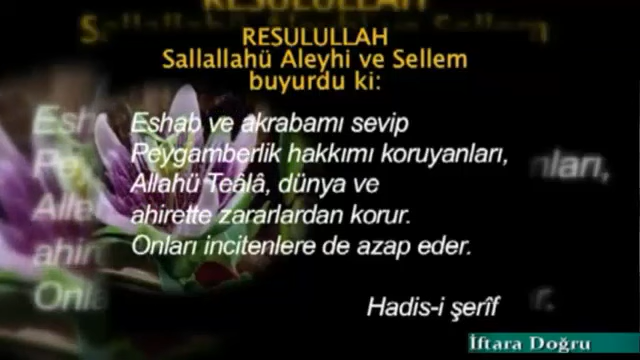 RESULULLAH
Sallallahü Aleyhi ve Sellem
buyurdu ki:
Eshab ve akrabamı sevip
Peygamberlik hakkımı koruyanları,
Allahü Teâlâ, dünya ve
ahirette zararlardan korur.
Onları incitenlere de azap eder.
Hadis-i şerîf
İftara Doğru